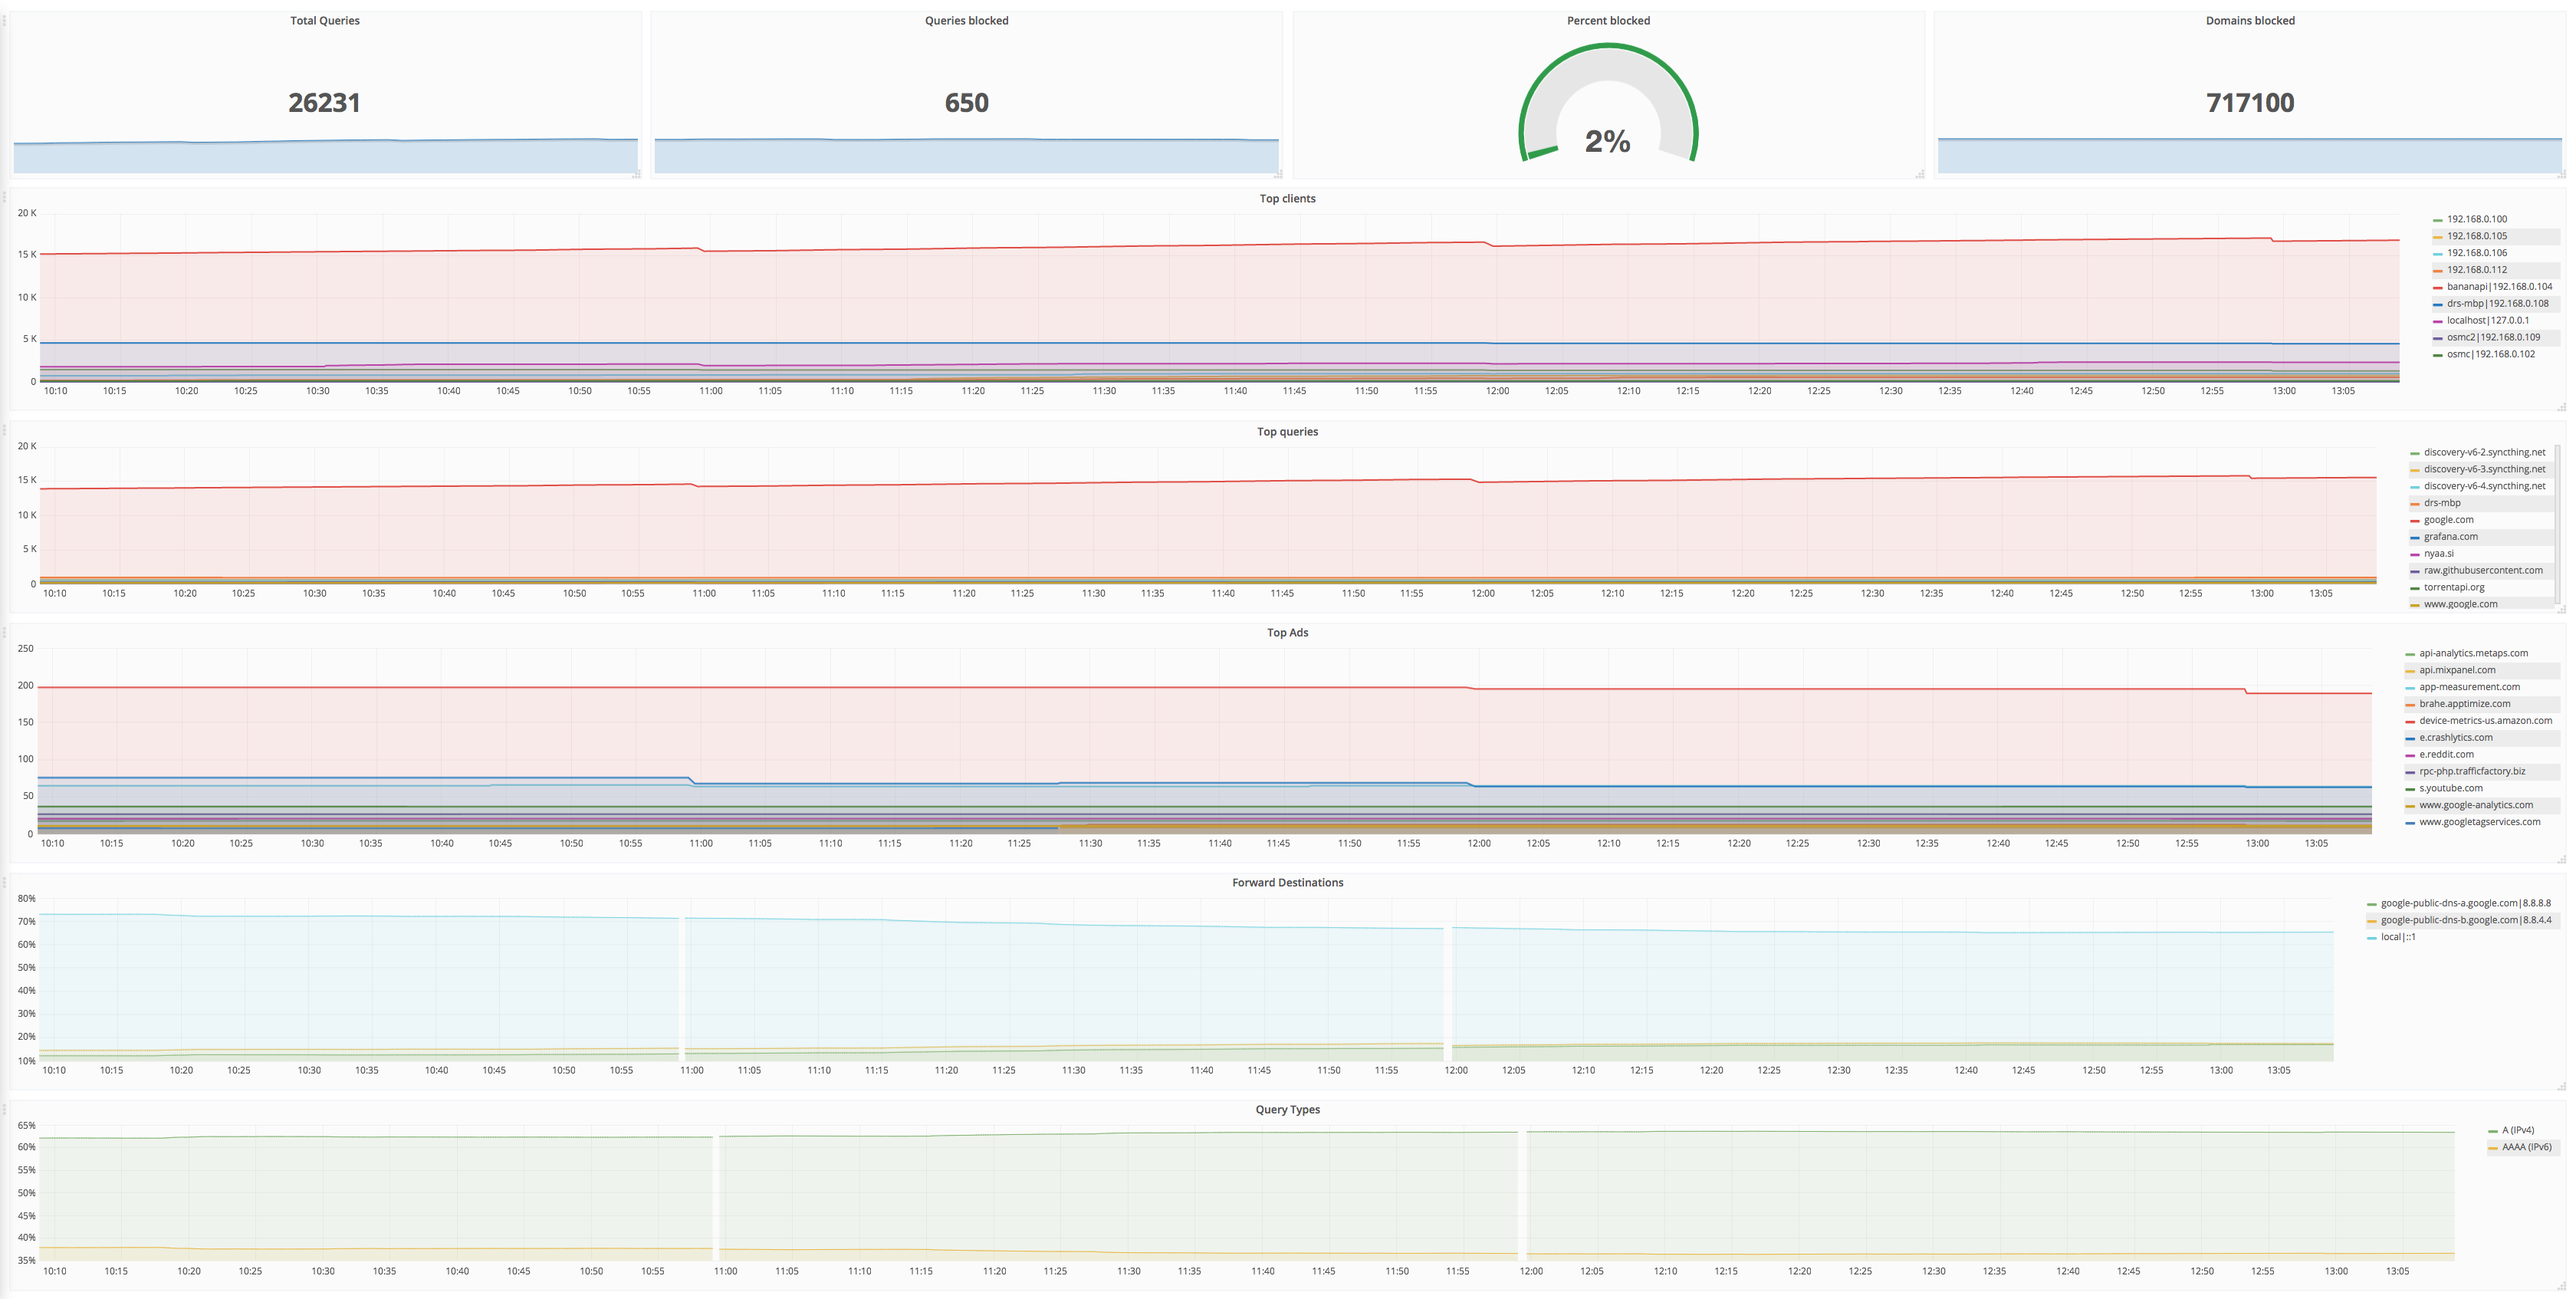 Total Queries
26231
Queries blocked
650
Percent blocked
2%
Domains blocked
717100
Top clients
20 K
15 K
10 K
5 K
0
10:10 10:15 10:20 10:25 10:30 10:35 10:40 10:45 10:50 10:55 11:00 11:05 11:10 11:15 11:20 11:25 11:30 11:35 11:40 11:45 11:50 11:55 12:00 12:05 12:10 12:15 12:20 12:25 12:30 12:35 12:40 12:45 12:50 12:55 13:00 13:05
192.168.0.100
192.168.0.105
192.168.0.106
192.168.0.112
bananapi|192.168.0.104
drs-mbp|192.168.0.108
localhost|127.0.0.1
osmc2|192.168.0.109
osmc|192.168.0.102
Top queries
20 K
15 K
10 K
5 K
0
10:10 10:15 10:20 10:25 10:30 10:35 10:40 10:45 10:50 10:55 11:00 11:05 11:10 11:15 11:20 11:25 11:30 11:35 11:40 11:45 11:50 11:55 12:00 12:05 12:10 12:15 12:20 12:25 12:30 12:35 12:40 12:45 12:50 12:55 13:00 13:05
discovery-v6-2.syncthing.net
discovery-v6-3.syncthing.net
discovery-v6-4.syncthing.net
drs-mbp
google.com
grafana.com
nyaa.si
raw.githubusercontent.com
torrentapi.org
www.google.com
Top Ads
250
200
150
100
50
0
10:10 10:15 10:20 10:25 10:30 10:35 10:40 10:45 10:50 10:55 11:00 11:05 11:10 11:15 11:20 11:25 11:30 11:35 11:40 11:45 11:50 11:55 12:00 12:05 12:10 12:15 12:20 12:25 12:30 12:35 12:40 12:45 12:50 12:55 13:00 13:05
api-analytics.metaps.com
api.mixpanel.com
app-measurement.com
brahe.apptimize.com
device-metrics-us.amazon.com
e.crashlytics.com
e.reddit.com
rpc-php.trafficfactory.biz
s.youtube.com
www.google-analytics.com
www.googletagservices.com
Forward Destinations
80%
70%
60%
50%
40%
30%
20%
10%
10:10 10:15 10:20 10:25 10:30 10:35 10:40 10:45 10:50 10:55 11:00 11:05 11:10 11:15 11:20 11:25 11:30 11:35 11:40 11:45 11:50 11:55 12:00 12:05 12:10 12:15 12:20 12:25 12:30 12:35 12:40 12:45 12:50 12:55 13:00 13:05
google-public-dns-a.google.com|8.8.8.8
google-public-dns-b.google.com|8.8.4.4
local|::1
Query Types
65%
60%
55%
50%
45%
40%
35%
10:10 10:15 10:20 10:25 10:30 10:35 10:40 10:45 10:50 10:55 11:00 11:05 11:10 11:15 11:20 11:25 11:30 11:35 11:40 11:45 11:50 11:55 12:00 12:05 12:10 12:15 12:20 12:25 12:30 12:35 12:40 12:45 12:50 12:55 13:00 13:05
A (IPv4)
AAAA (IPv6)